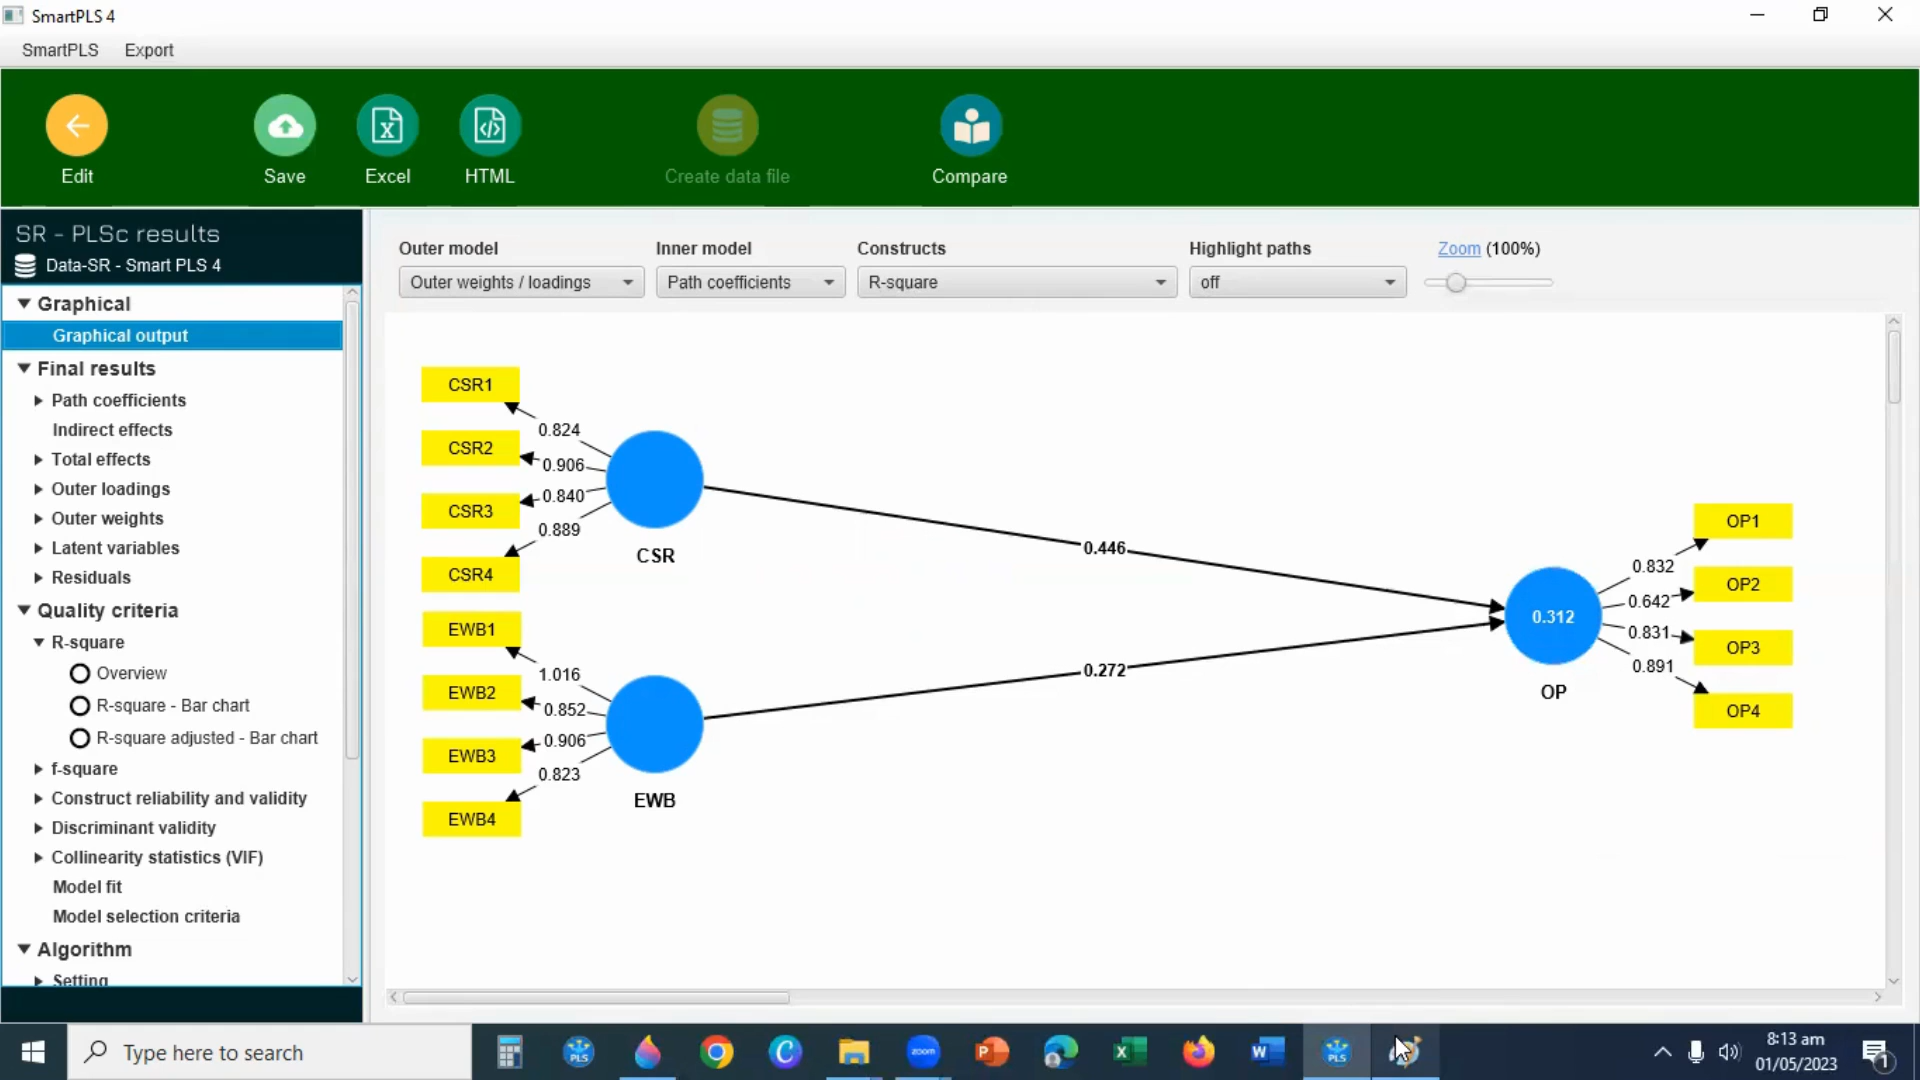 SmartPLS 4
SmartPLS Export
Edit Save Excel HTML Create data file Compare
SR - PLSc results
Data-SR - Smart PLS 4
Graphical
Graphical output
Final results
Path coefficients
Indirect effects
Total effects
Outer loadings
Outer weights
Latent variables
Residuals
Quality criteria
R-square
Overview
R-square - Bar chart
R-square adjusted - Bar chart
f-square
Construct reliability and validity
Discriminant validity
Collinearity statistics (VIF)
Model fit
Model selection criteria
Algorithm
Setting
Outer model Inner model Constructs Highlight paths Zoom (100%)
Outer weights / loadings Path coefficients R-square off
CSR1
0.824
CSR2
0.906
0.840
CSR3
0.889
CSR4
CSR
EWB1
1.016
EWB2
0.852
0.906
EWB3
0.823
EWB4
EWB
0.446
0.272
0.312
OP
OP1
0.832
OP2
0.642
0.831
OP3
0.891
OP4
Type here to search
PLS
zoom
PLS
8:13 am
01/05/2023
1